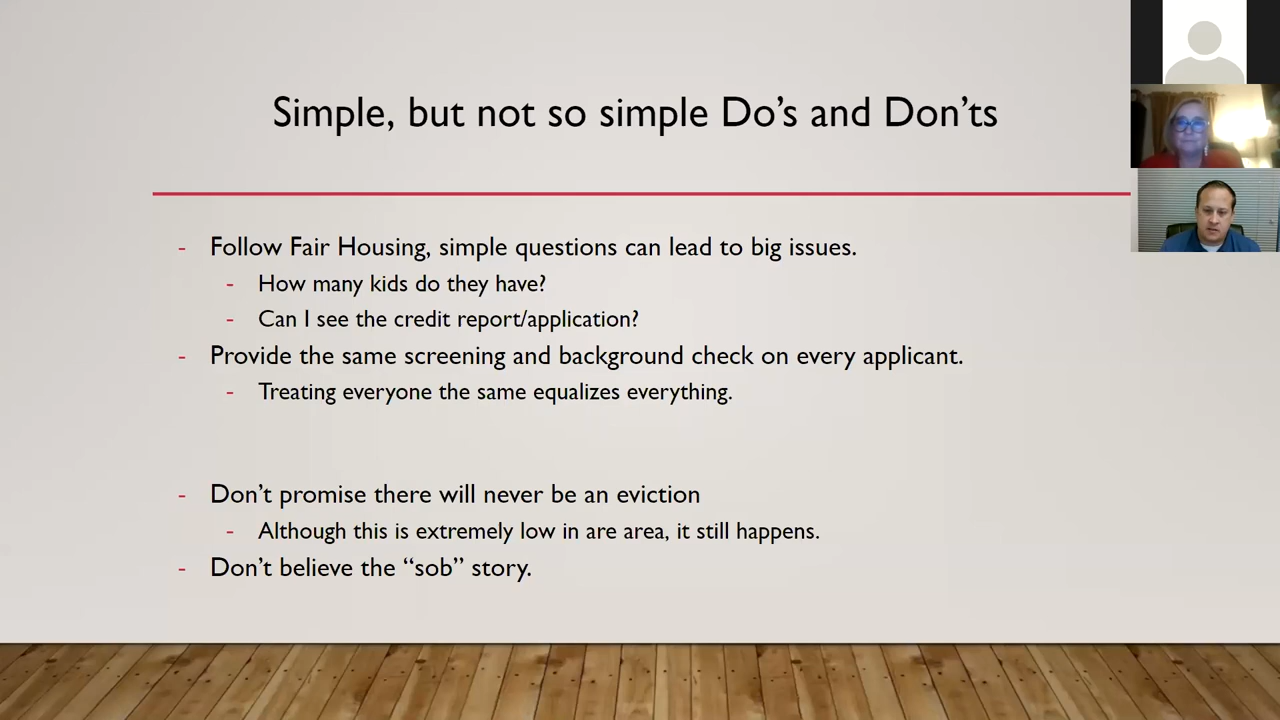 Simple, but not so simple Do’s and Don’ts
- Follow Fair Housing, simple questions can lead to big issues.
- How many kids do they have?
- Can I see the credit report/application?
- Provide the same screening and background check on every applicant.
- Treating everyone the same equalizes everything.
- Don’t promise there will never be an eviction
- Although this is extremely low in are area, it still happens.
- Don’t believe the “sob” story.